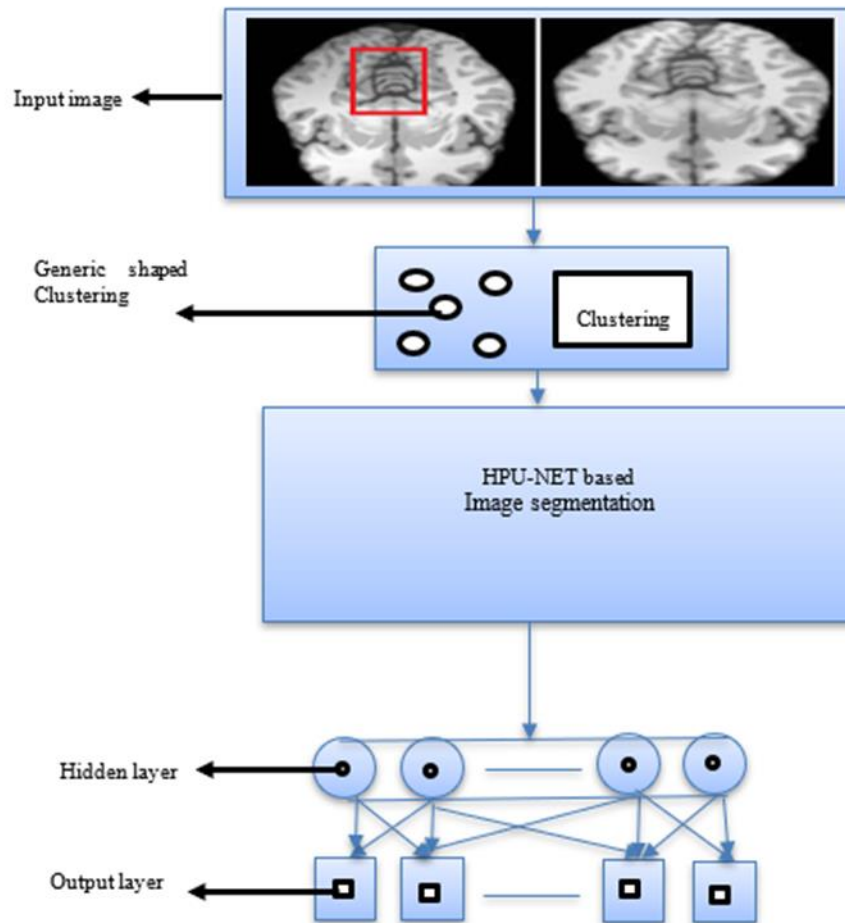 Input image
Generic shaped
Clustering
Clustering
HPU-NET based
Image segmentation
Hidden layer
Output layer